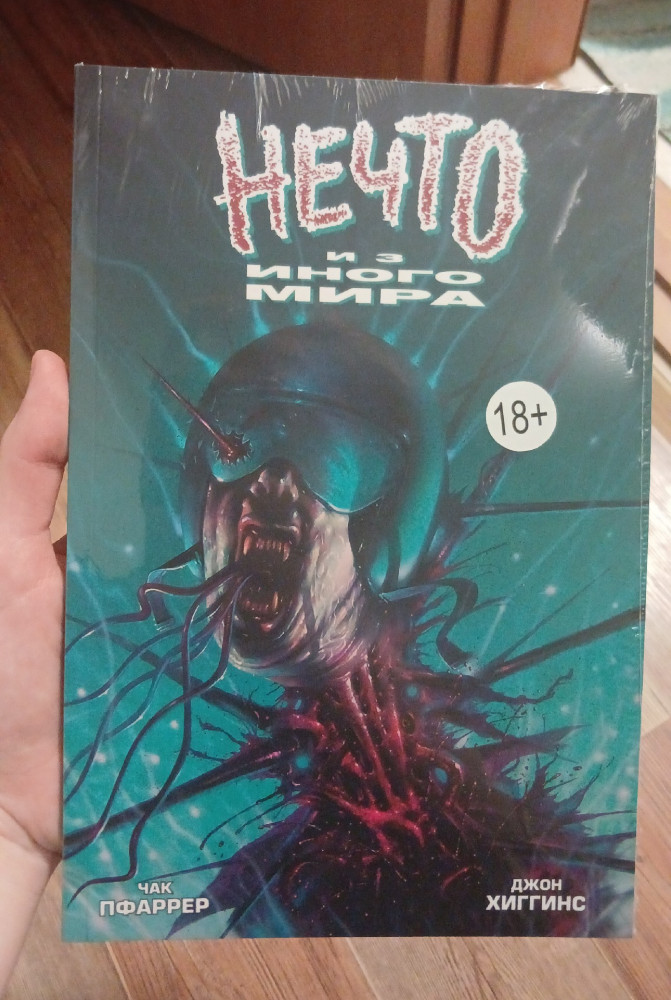 НЕЧТО
ИЗ
ИНОГО
МИРА
18+
ЧАК
ПФАРРЕР
ДЖОН
ХИГГИНС